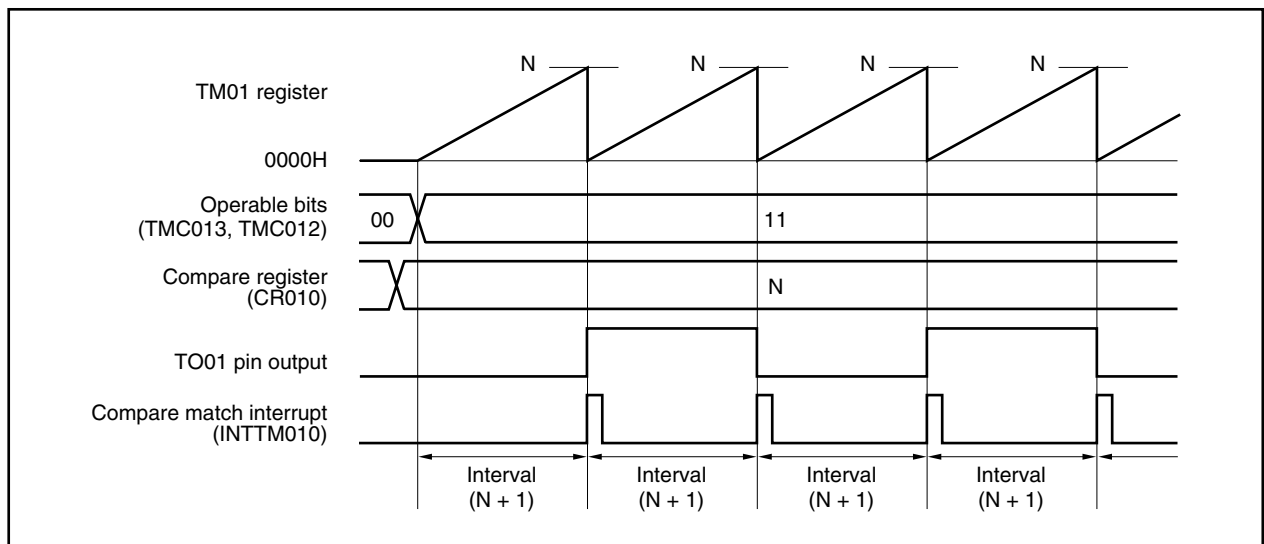 N N N N
TM01 register
0000H
Operable bits
(TMC013, TMC012)
00 11
Compare register
(CR010)
N
TO01 pin output
Compare match interrupt
(INTTM010)
Interval Interval Interval Interval
(N + 1) (N + 1) (N + 1) (N + 1)